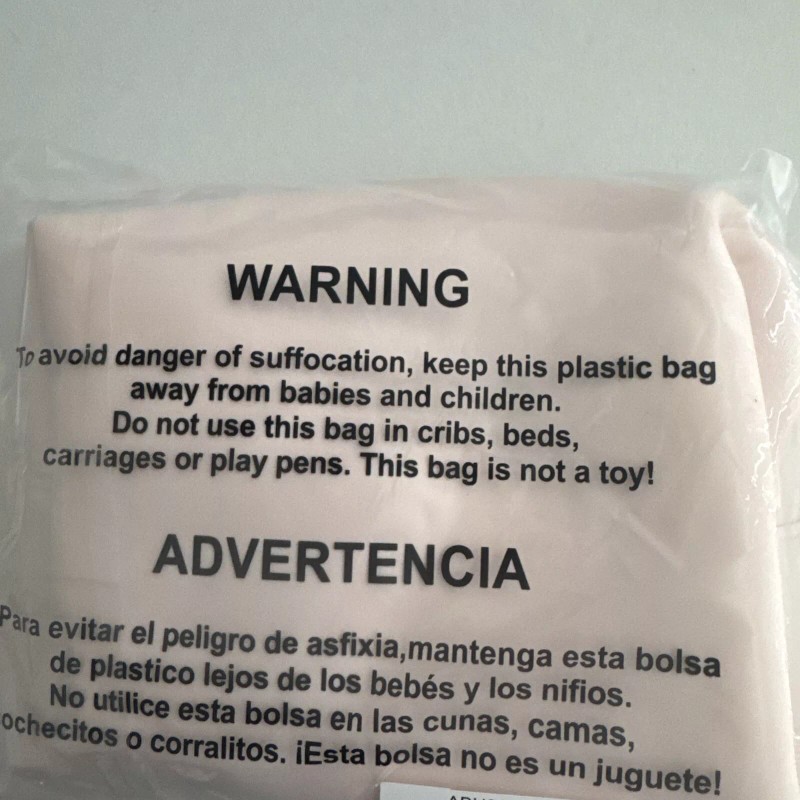 WARNING
To avoid danger of suffocation, keep this plastic bag
away from babies and children.
Do not use this bag in cribs, beds,
carriages or play pens. This bag is not a toy!
ADVERTENCIA
Para evitar el peligro de asfixia,mantenga esta bolsa
de plastico lejos de los bebés y los nifios.
No utilice esta bolsa en las cunas, camas,
ochecitos o corralitos. ¡Esta bolsa no es un juguete!